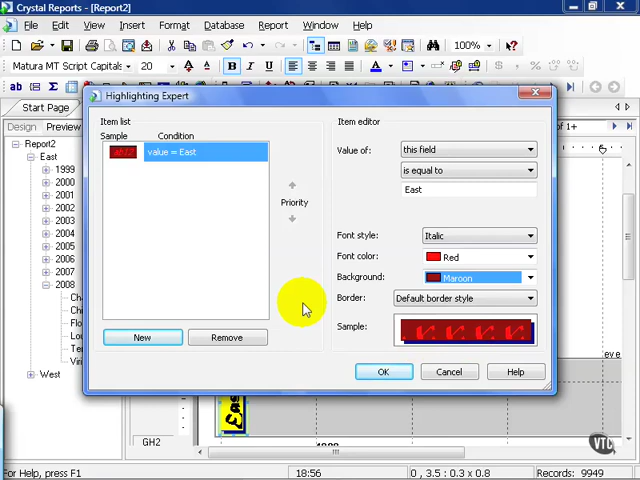 Crystal Reports - [Report2]
File Edit View Insert Format Database Report Window Help
100%
Matura MT Script Capitals 20 B I U
ab
Start Page
Design Preview
of 1+
Report2
East
1999
2000
2001
2002
2003
2004
2005
2006
2007
2008
West
Highlighting Expert
Item list
Sample Condition
value = East
Priority
New Remove
Item editor
Value of: this field
is equal to
East
Font style: Italic
Font color: Red
Background: Maroon
Border: Default border style
Sample:
OK Cancel Help
GH2
VTC
For Help, press F1
18:56
0 , 3.5 : 0.3 x 0.8
Records: 9949